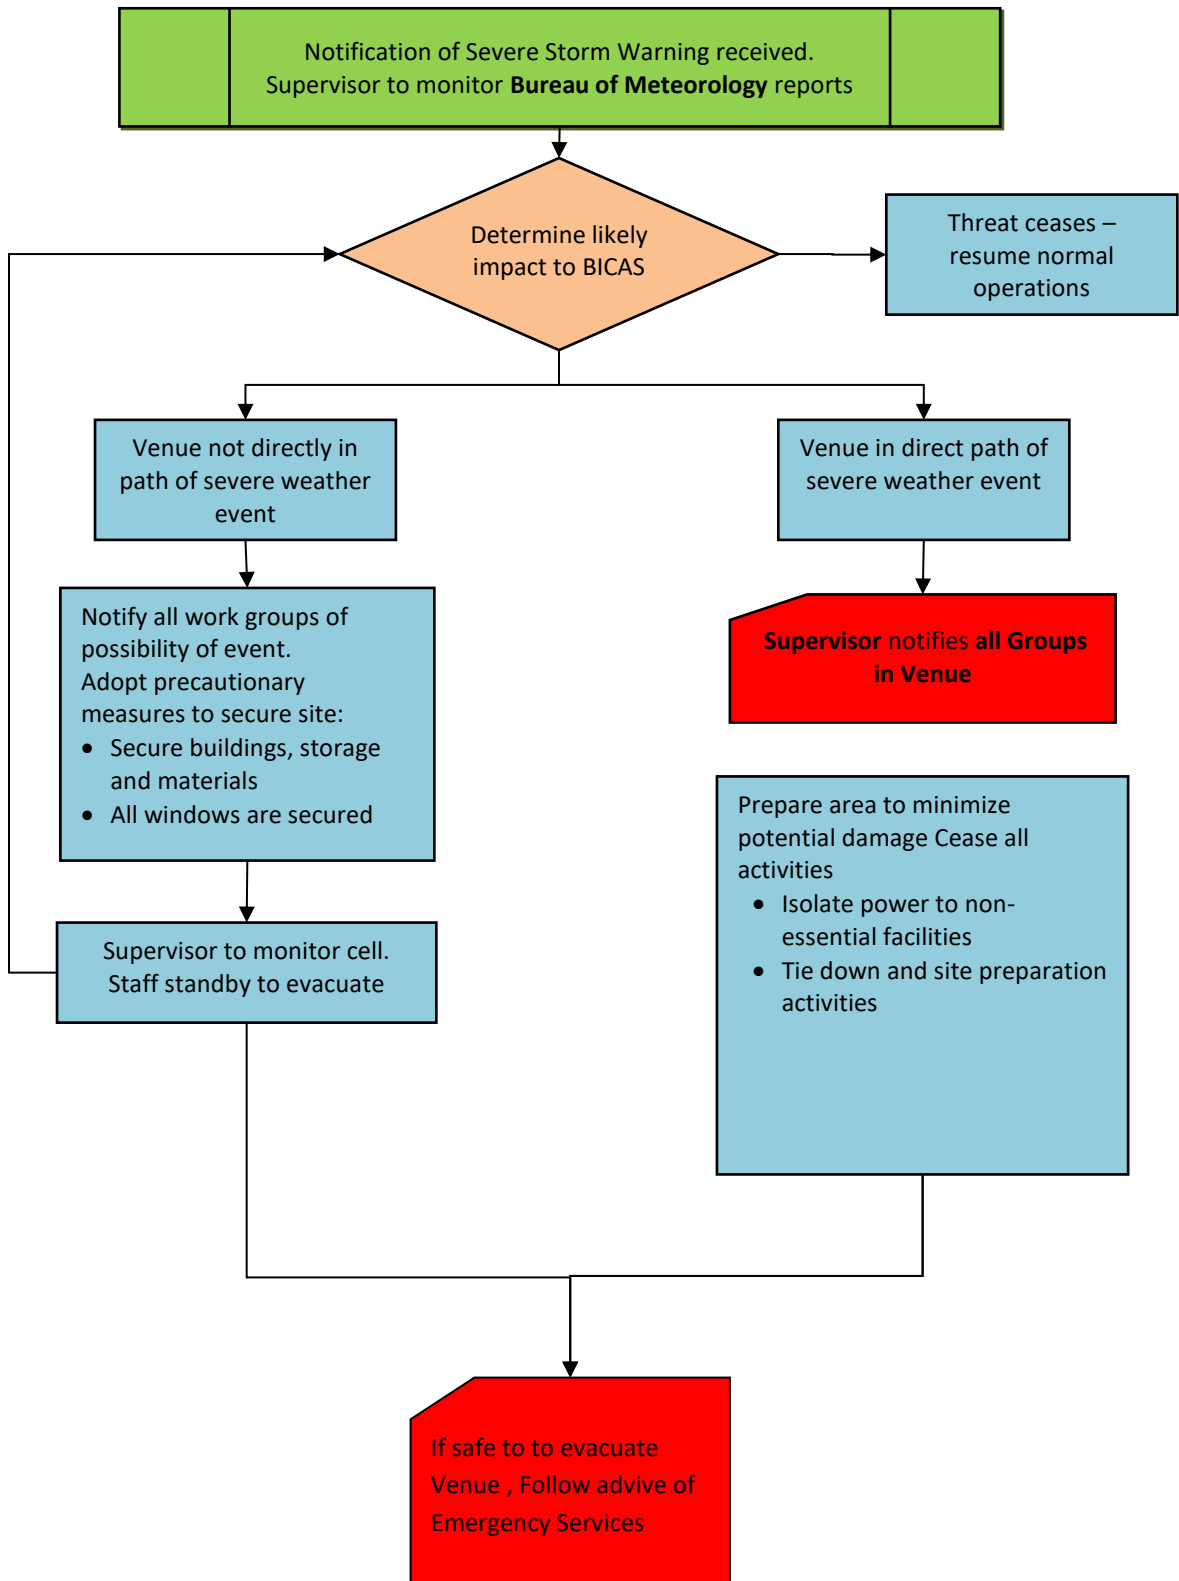 Notification of Severe Storm Warning received.
Supervisor to monitor Bureau of Meteorology reports
Determine likely
impact to BICAS
Threat ceases –
resume normal
operations
Venue not directly in
path of severe weather
event
Venue in direct path of
severe weather event
Notify all work groups of
possibility of event.
Adopt precautionary
measures to secure site:
• Secure buildings, storage
and materials
• All windows are secured
Supervisor notifies all Groups
in Venue
Prepare area to minimize
potential damage Cease all
activities
• Isolate power to non-
essential facilities
• Tie down and site preparation
activities
Supervisor to monitor cell.
Staff standby to evacuate
If safe to to evacuate
Venue , Follow advive of
Emergency Services